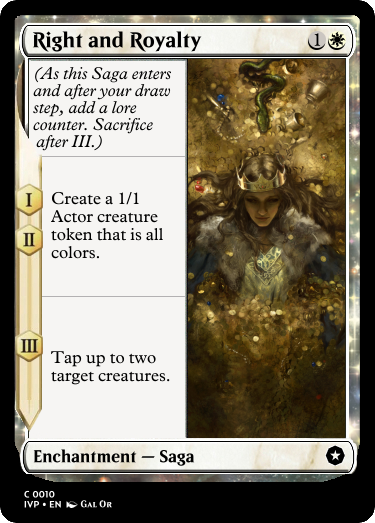 Right and Royalty
1
(As this Saga enters
and after your draw
step, add a lore
counter. Sacrifice
after III.)
I
II
Create a 1/1
Actor creature
token that is all
colors.
III
Tap up to two
target creatures.
Enchantment — Saga
C 0010
IVP • EN Gal Or